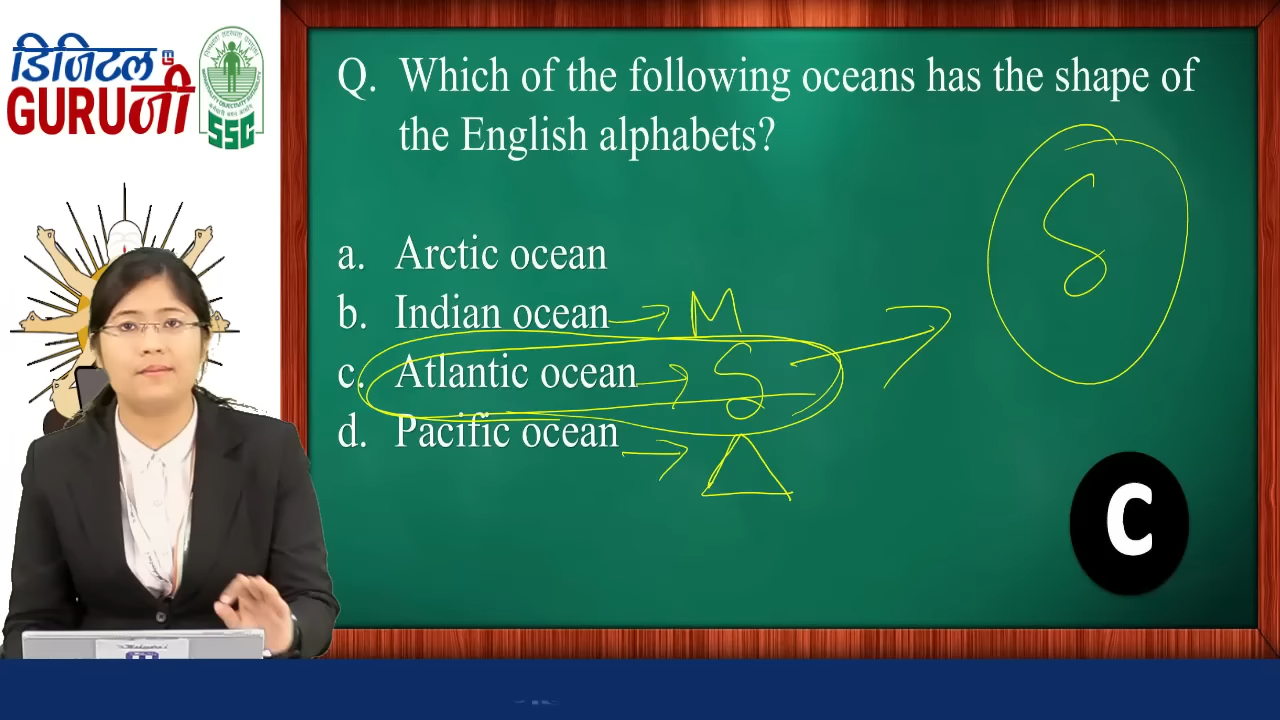 डिजिटल
GURUजी
SSC
Q. Which of the following oceans has the shape of
the English alphabets?
a. Arctic ocean
b. Indian ocean → M
c. Atlantic ocean → S → S
d. Pacific ocean → △
C